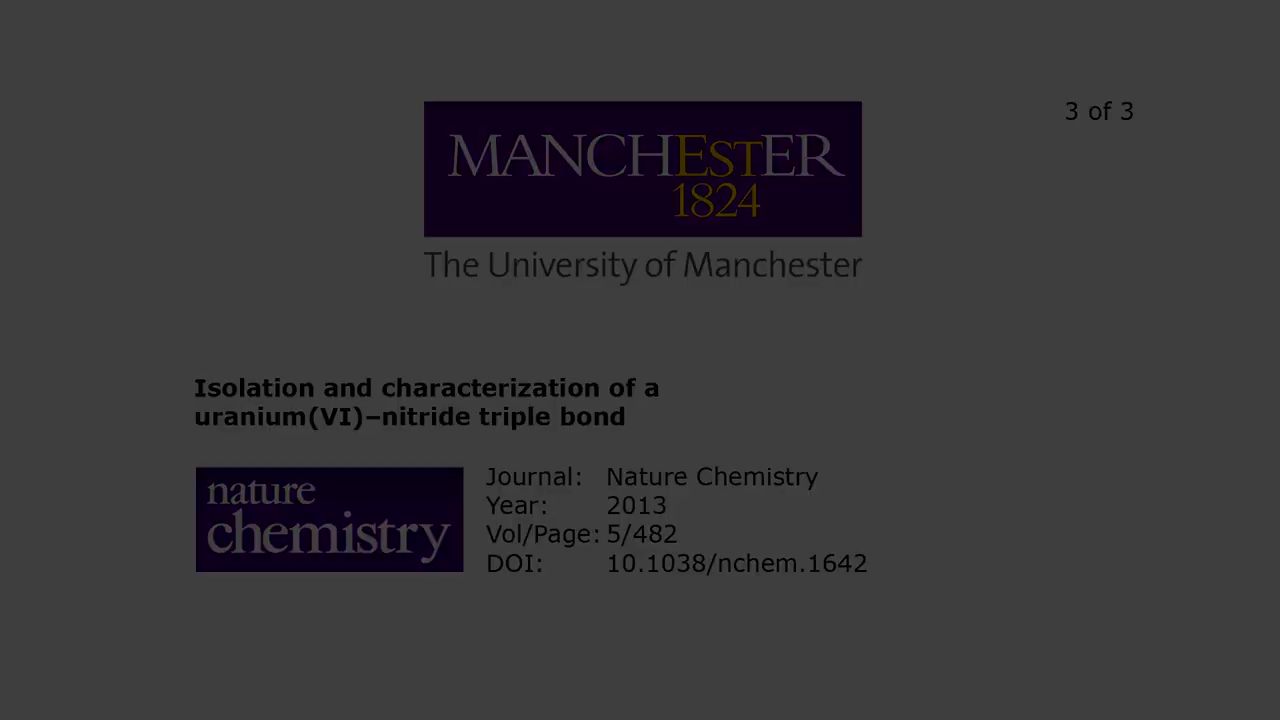 3 of 3
MANCHEsTER
1824
The University of Manchester
Isolation and characterization of a
uranium(VI)–nitride triple bond
nature
chemistry
Journal: Nature Chemistry
Year: 2013
Vol/Page: 5/482
DOI: 10.1038/nchem.1642